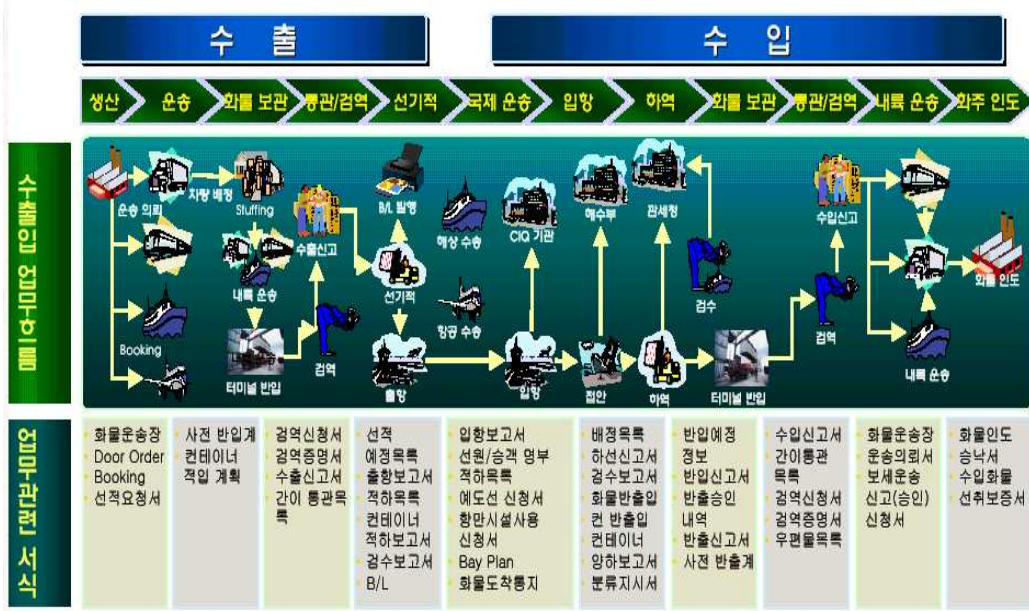 수 출
수 입
생산
운송
화물 보관
통관/검역
선기적
국제 운송
입항
하역
화물 보관
통관/검역
내륙 운송
화주 인도
수출입 업무흐름
운송 의뢰
차량 배정
Stuffing
수출신고
B/L 발행
해상 수송
CIQ 기관
해수부
관세청
수입신고
내륙 운송
선기적
항공 수송
검수
화물 인도
Booking
터미널 반입
검역
출항
입항
접안
하역
터미널 반입
검역
내륙 운송
업무관련 서식
화물운송장
Door Order
Booking
선적요청서
사전 반입계
컨테이너
적입 계획
검역신청서
검역증명서
수출신고서
간이 통관목
록
선적
예정목록
출항보고서
적하목록
컨테이너
적하보고서
검수보고서
B/L
입항보고서
선원/승객 명부
적하목록
예도선 신청서
항만시설사용
신청서
Bay Plan
화물도착통지
배정목록
하선신고서
검수보고서
화물반출입
컨 반출입
컨테이너
양하보고서
분류지시서
반입예정
정보
반입신고서
반출승인
내역
반출신고서
사전 반출계
수입신고서
간이통관
목록
검역신청서
검역증명서
우편물목록
화물운송장
운송의뢰서
보세운송
신고(승인)
신청서
화물인도
승낙서
수입화물
선취보증서